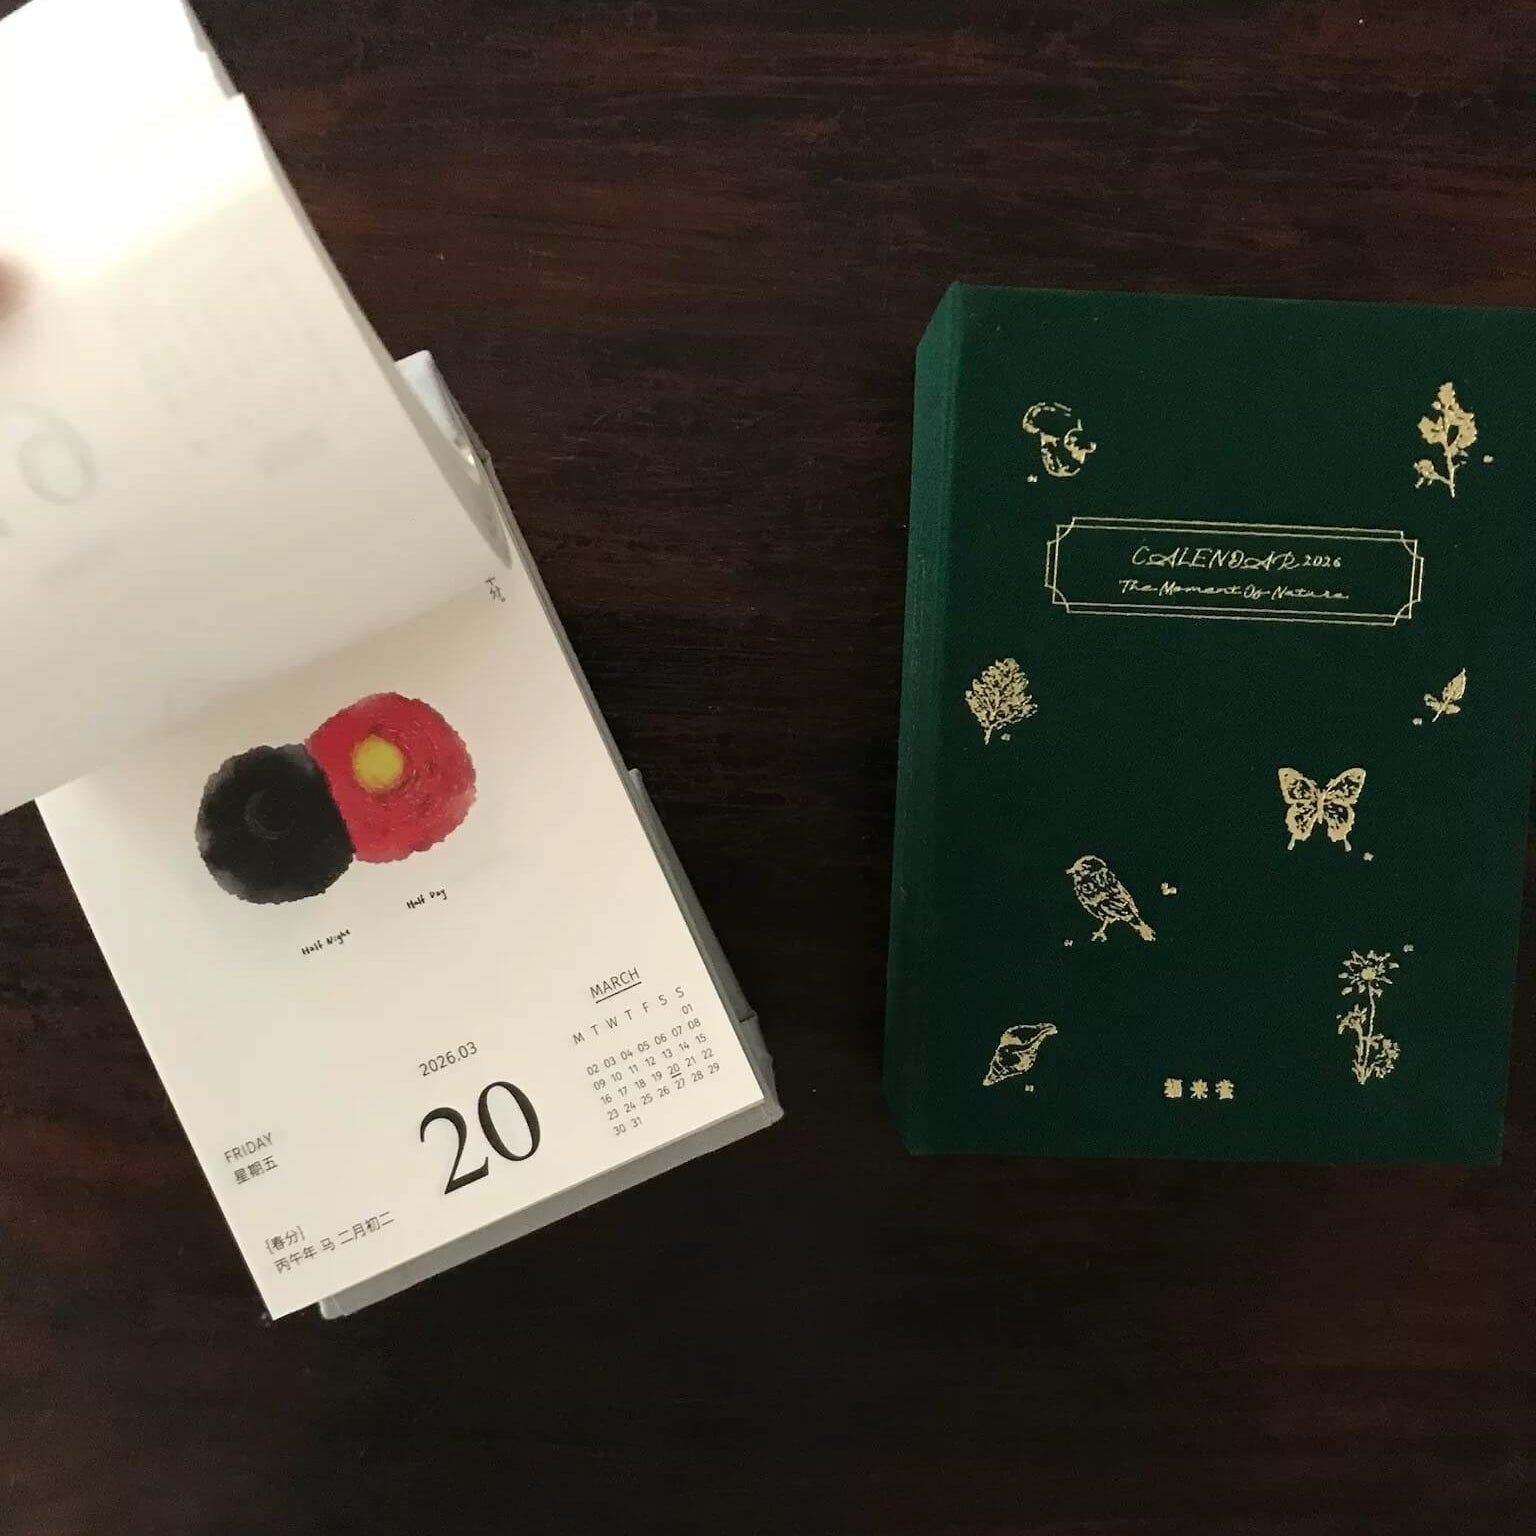 十分。
Half Day
Half Night
MARCH
M T W T F S S
01
02 03 04 05 06 07 08
09 10 11 12 13 14 15
16 17 18 19 20 21 22
23 24 25 26 27 28 29
30 31
2026.03
20
FRIDAY
星期五
{春分}
丙午年 马 二月初二
CALENDAR 2026
The Moment Of Nature